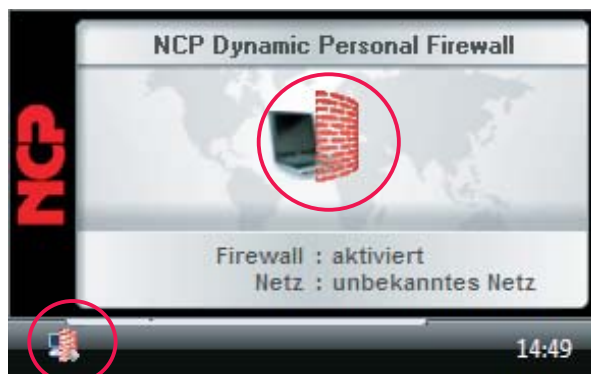 NCP Dynamic Personal Firewall
NCP
Firewall : aktiviert
Netz : unbekanntes Netz
14:49